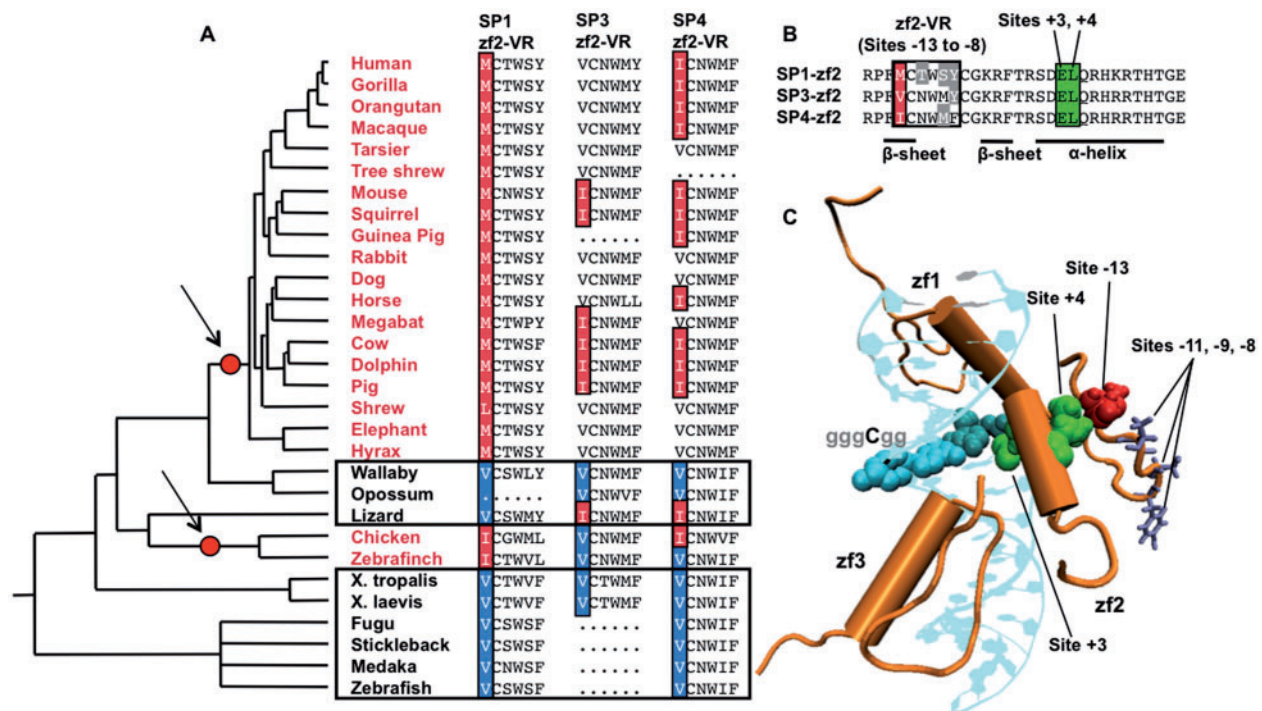 A
SP1 SP3 SP4
zf2-VR zf2-VR zf2-VR
Human MCTWSY VCNWMY ICNWMF
Gorilla MCTWSY VCNWMY ICNWMF
Orangutan MCTWSY VCNWMY ICNWMF
Macaque MCTWSY VCNWMY ICNWMF
Tarsier MCTWSY VCNWMF VCNWMF
Tree shrew MCTWSY VCNWMF ......
Mouse MCNWSY ICNWMF ICNWMF
Squirrel MCTWSY ICNWMF ICNWMF
Guinea Pig MCTWSY ...... ICNWMF
Rabbit MCTWSY VCNWMF VCNWMF
Dog MCTWSY VCNWMF VCNWMF
Horse MCTWSY VCNWLL ICNWMF
Megabat MCTWPY ICNWMF VCNWMF
Cow MCTWSF ICNWMF ICNWMF
Dolphin MCTWSY ICNWMF ICNWMF
Pig MCTWSY ICNWMF ICNWMF
Shrew LCTWSY VCNWMF VCNWMF
Elephant MCTWSY VCNWMF VCNWMF
Hyrax MCTWSY VCNWMF VCNWMF
Wallaby VCSWLY VCNWMF VCNWIF
Opossum ...... VCNWVF VCNWIF
Lizard VCSWMY ICNWMF ICNWIF
Chicken ICGWML VCNWMF ICNWVF
Zebrafinch ICTWVL VCNWMF VCNWIF
X. tropalis VCTWVF VCTWMF VCNWIF
X. laevis VCTWVF VCTWMF VCNWIF
Fugu VCSWSF ...... VCNWIF
Stickleback VCSWSF ...... VCNWIF
Medaka VCNWSF ...... VCNWIF
Zebrafish VCSWSF ...... VCNWIF
B
zf2-VR
(Sites -13 to -8)
Sites +3, +4
SP1-zf2 RPFMCTWSYCGKRFTRSDELQRHKRTHTGE
SP3-zf2 RPFVCNWMYCGKRFTRSDELQRHRRTHTGE
SP4-zf2 RPFICNWMFCGKRFTRSDELQRHRRTHTGE
β-sheet β-sheet α-helix
C
zf1
Site -13
Site +4
Sites -11, -9, -8
gggCgg
zf3
zf2
Site +3